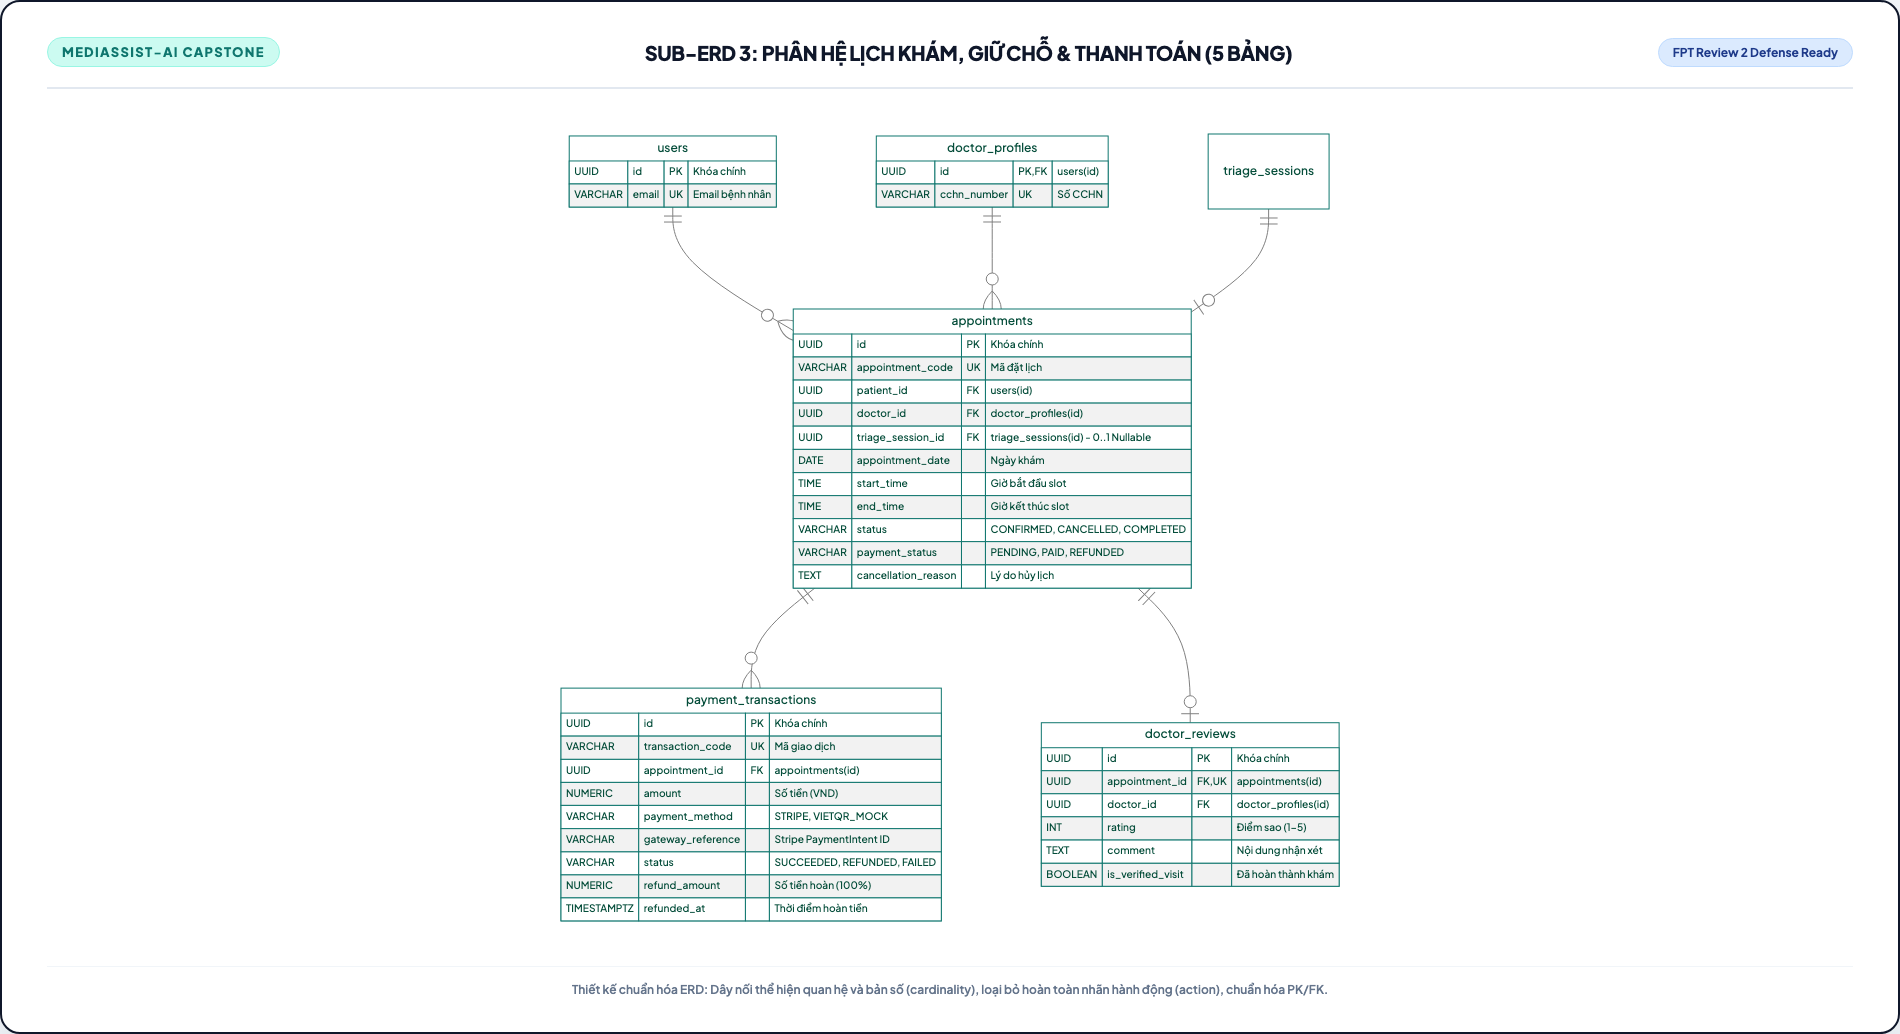 MEDIASSIST-AI CAPSTONE
SUB-ERD 3: PHÂN HỆ LỊCH KHÁM, GIỮ CHỖ & THANH TOÁN (5 BẢNG)
FPT Review 2 Defense Ready
users
UUID id PK Khóa chính
VARCHAR email UK Email bệnh nhân
doctor_profiles
UUID id PK,FK users(id)
VARCHAR cchn_number UK Số CCHN
triage_sessions
appointments
UUID id PK Khóa chính
VARCHAR appointment_code UK Mã đặt lịch
UUID patient_id FK users(id)
UUID doctor_id FK doctor_profiles(id)
UUID triage_session_id FK triage_sessions(id) - 0..1 Nullable
DATE appointment_date Ngày khám
TIME start_time Giờ bắt đầu slot
TIME end_time Giờ kết thúc slot
VARCHAR status CONFIRMED, CANCELLED, COMPLETED
VARCHAR payment_status PENDING, PAID, REFUNDED
TEXT cancellation_reason Lý do hủy lịch
payment_transactions
UUID id PK Khóa chính
VARCHAR transaction_code UK Mã giao dịch
UUID appointment_id FK appointments(id)
NUMERIC amount Số tiền (VND)
VARCHAR payment_method STRIPE, VIETQR_MOCK
VARCHAR gateway_reference Stripe PaymentIntent ID
VARCHAR status SUCCEEDED, REFUNDED, FAILED
NUMERIC refund_amount Số tiền hoàn (100%)
TIMESTAMPTZ refunded_at Thời điểm hoàn tiền
doctor_reviews
UUID id PK Khóa chính
UUID appointment_id FK,UK appointments(id)
UUID doctor_id FK doctor_profiles(id)
INT rating Điểm sao (1-5)
TEXT comment Nội dung nhận xét
BOOLEAN is_verified_visit Đã hoàn thành khám
Thiết kế chuẩn hóa ERD: Dây nối thể hiện quan hệ và bản số (cardinality), loại bỏ hoàn toàn nhãn hành động (action), chuẩn hóa PK/FK.